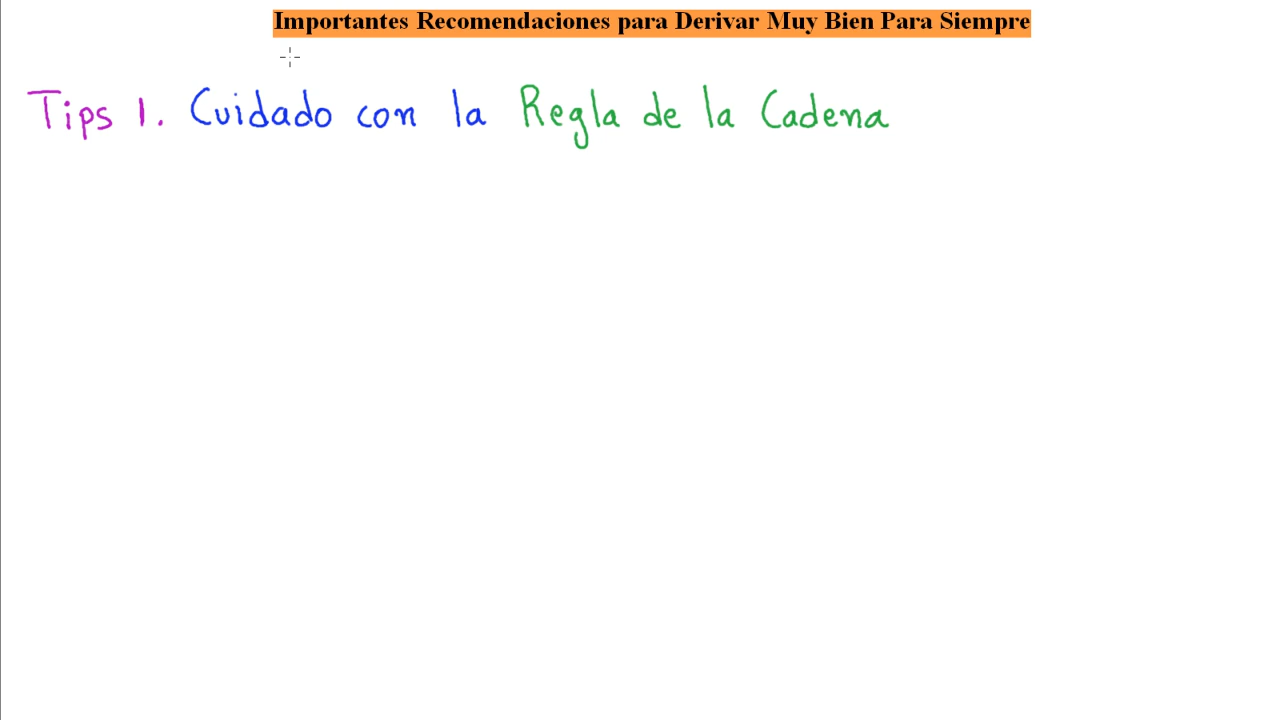 Importantes Recomendaciones para Derivar Muy Bien Para Siempre
Tips 1. Cuidado con la Regla de la Cadena